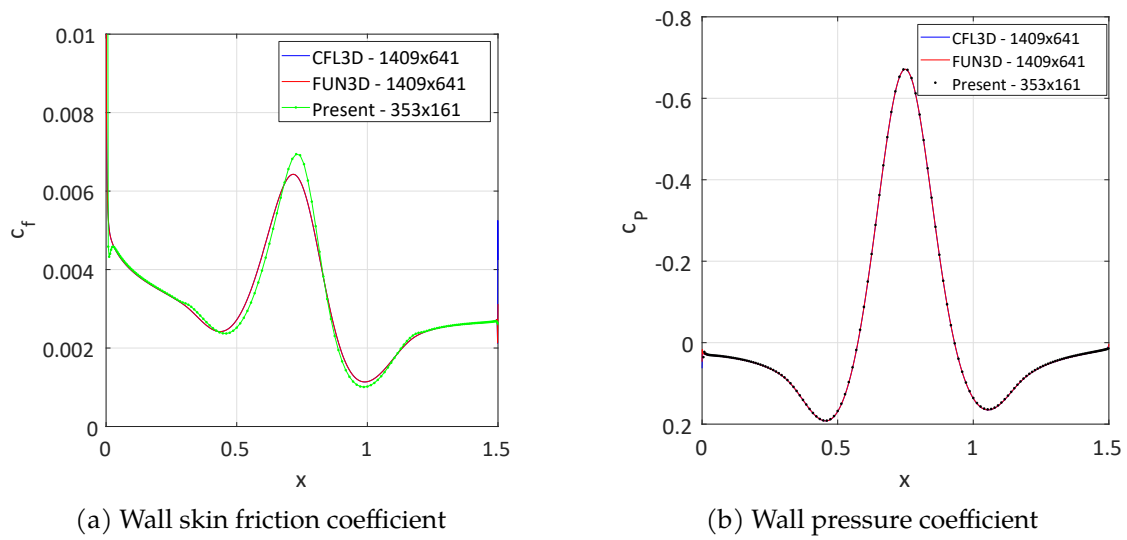 0.01
0.008
0.006
0.004
0.002
0
c_f
0
0.5
1
1.5
x
CFL3D - 1409x641
FUN3D - 1409x641
Present - 353x161
(a) Wall skin friction coefficient
-0.8
-0.6
-0.4
-0.2
0
0.2
c_P
0
0.5
1
1.5
x
CFL3D - 1409x641
FUN3D - 1409x641
Present - 353x161
(b) Wall pressure coefficient